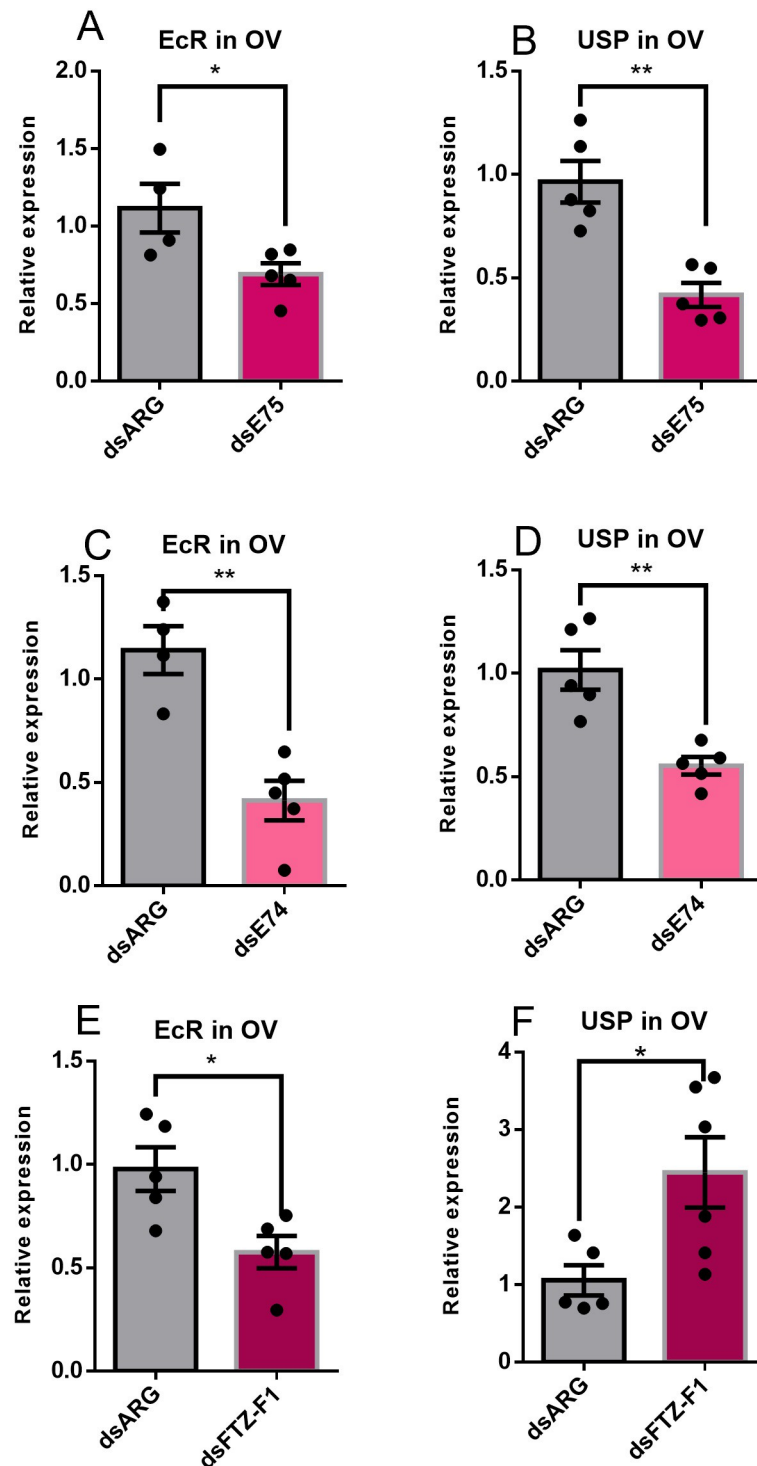 A
EcR in OV
*
Relative expression
2.0
1.5
1.0
0.5
0.0
dsARG
dsE75
B
USP in OV
**
Relative expression
1.5
1.0
0.5
0.0
dsARG
dsE75
C
EcR in OV
**
Relative expression
1.5
1.0
0.5
0.0
dsARG
dsE74
D
USP in OV
**
Relative expression
1.5
1.0
0.5
0.0
dsARG
dsE74
E
EcR in OV
*
Relative expression
1.5
1.0
0.5
0.0
dsARG
dsFTZ-F1
F
USP in OV
*
Relative expression
4
3
2
1
0
dsARG
dsFTZ-F1